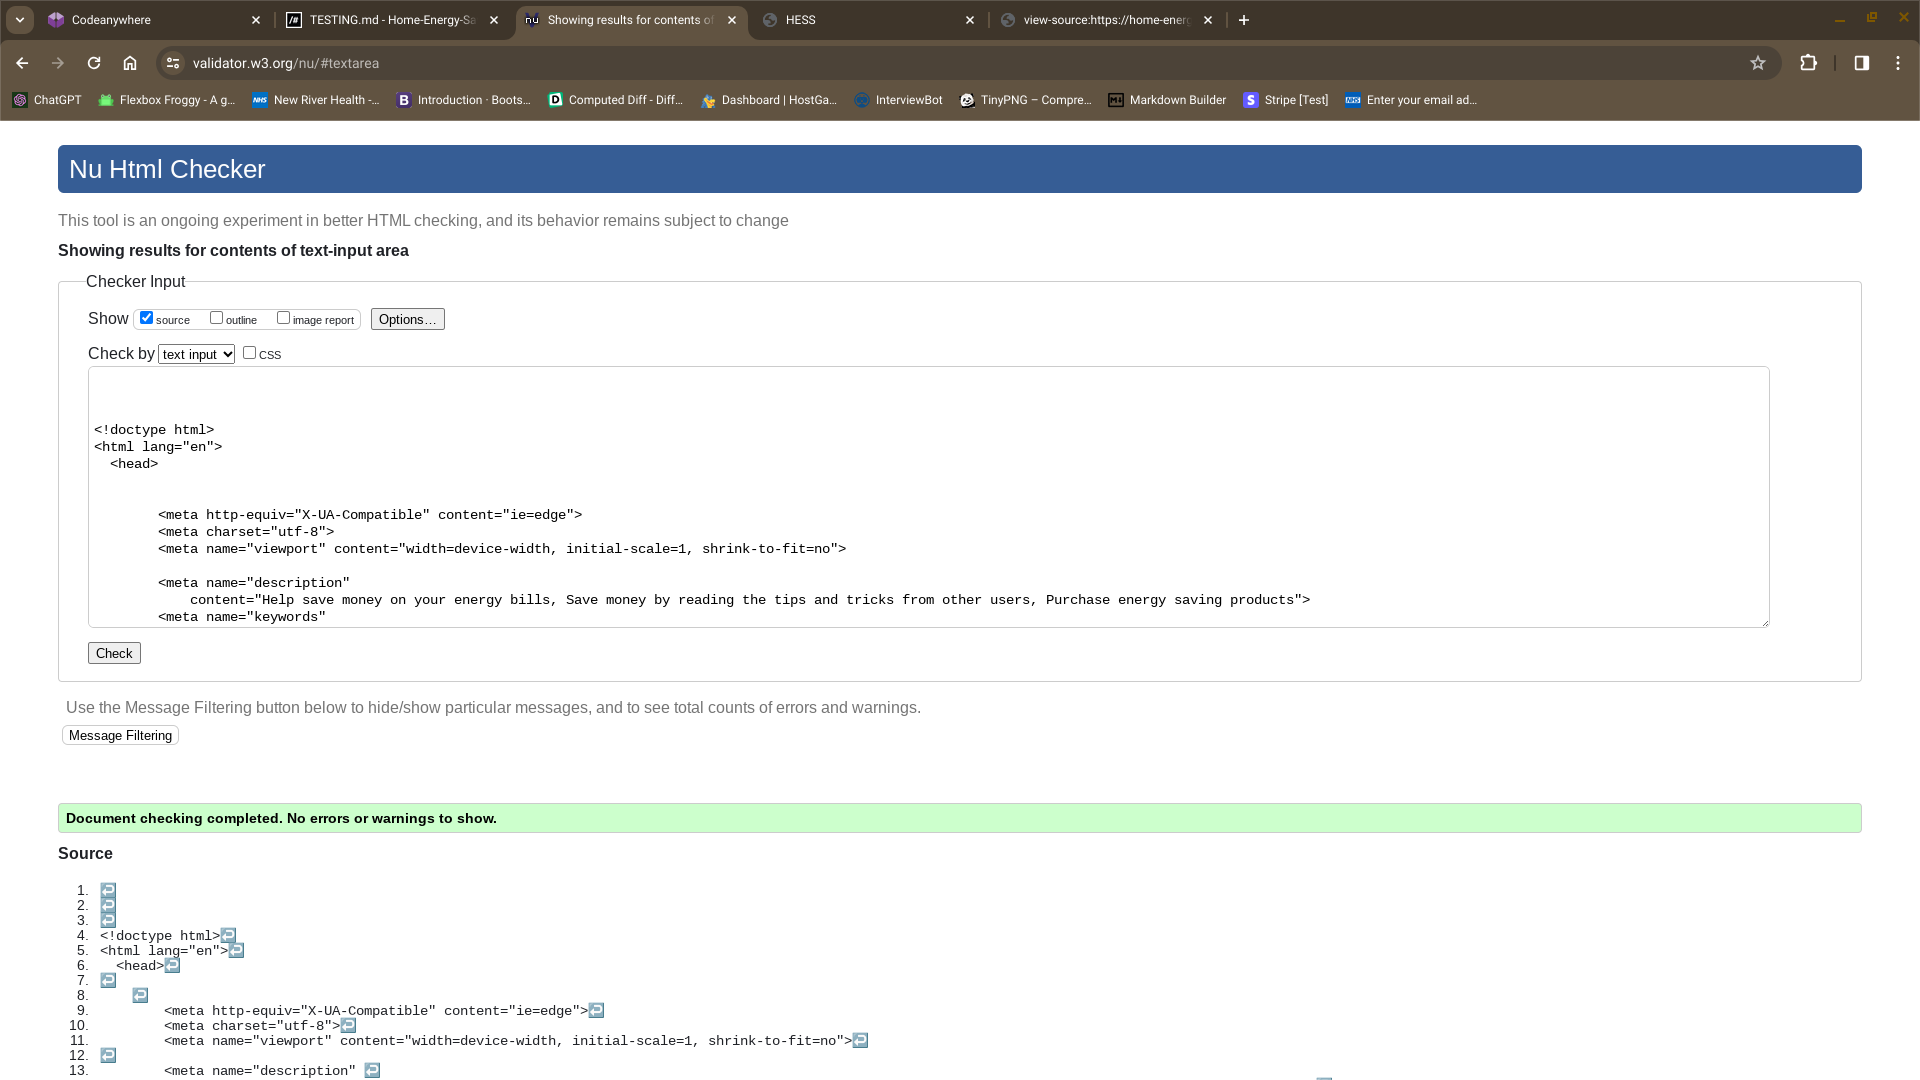 Codeanywhere
TESTING.md - Home-Energy-Sa
Showing results for contents of
HESS
view-source:https://home-energ
validator.w3.org/nu/#textarea
ChatGPT
Flexbox Froggy - A g...
New River Health -...
Introduction · Boots...
Computed Diff - Diff...
Dashboard | HostGa...
InterviewBot
TinyPNG – Compre...
Markdown Builder
Stripe [Test]
Enter your email ad...
Nu Html Checker
This tool is an ongoing experiment in better HTML checking, and its behavior remains subject to change
Showing results for contents of text-input area
Checker Input
Show source outline image report Options...
Check by text input CSS
<!doctype html>
<html lang="en">
<head>
<meta http-equiv="X-UA-Compatible" content="ie=edge">
<meta charset="utf-8">
<meta name="viewport" content="width=device-width, initial-scale=1, shrink-to-fit=no">
<meta name="description"
content="Help save money on your energy bills, Save money by reading the tips and tricks from other users, Purchase energy saving products">
<meta name="keywords"
Check
Use the Message Filtering button below to hide/show particular messages, and to see total counts of errors and warnings.
Message Filtering
Document checking completed. No errors or warnings to show.
Source
1. ↩
2. ↩
3. ↩
4. <!doctype html>↩
5. <html lang="en">↩
6. <head>↩
7. ↩
8. ↩
9. <meta http-equiv="X-UA-Compatible" content="ie=edge">↩
10. <meta charset="utf-8">↩
11. <meta name="viewport" content="width=device-width, initial-scale=1, shrink-to-fit=no">↩
12. ↩
13. <meta name="description" ↩